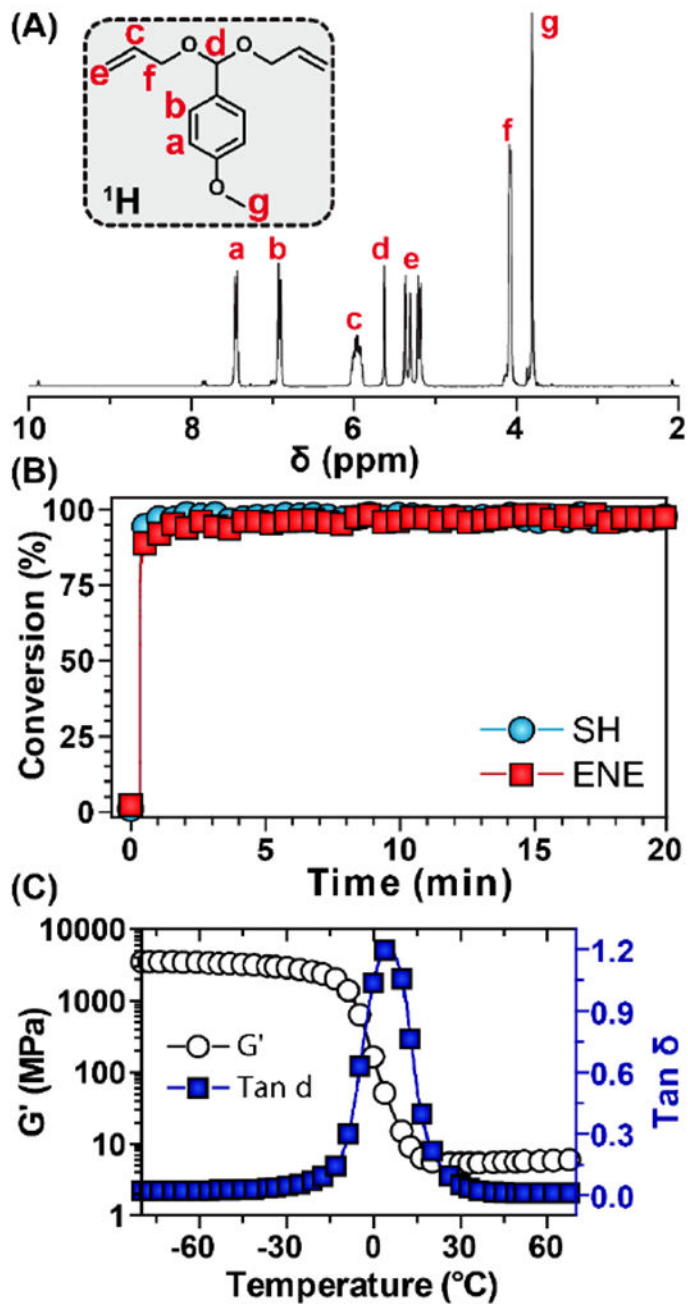 (A)
g
c
O
d
O
e
f
b
a
O
g
¹H
f
a
b
d
e
c
10
8
6
4
2
δ (ppm)
(B)
100
75
50
25
0
Conversion (%)
SH
ENE
0
5
10
15
20
Time (min)
(C)
10000
1000
100
10
1
G' (MPa)
G'
Tan d
1.2
0.9
0.6
0.3
0.0
Tan δ
-60
-30
0
30
60
Temperature (°C)